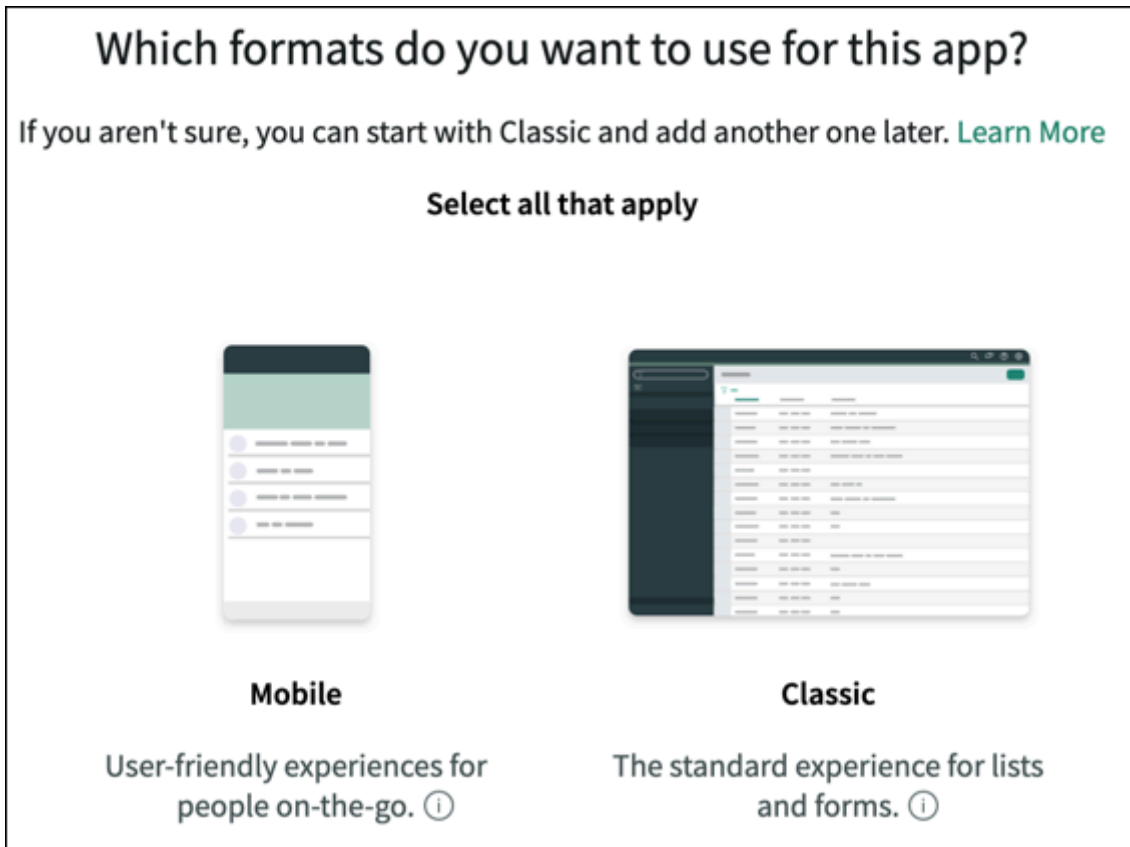 Which formats do you want to use for this app?
If you aren't sure, you can start with Classic and add another one later. Learn More
Select all that apply
Mobile
User-friendly experiences for
people on-the-go.
Classic
The standard experience for lists
and forms.